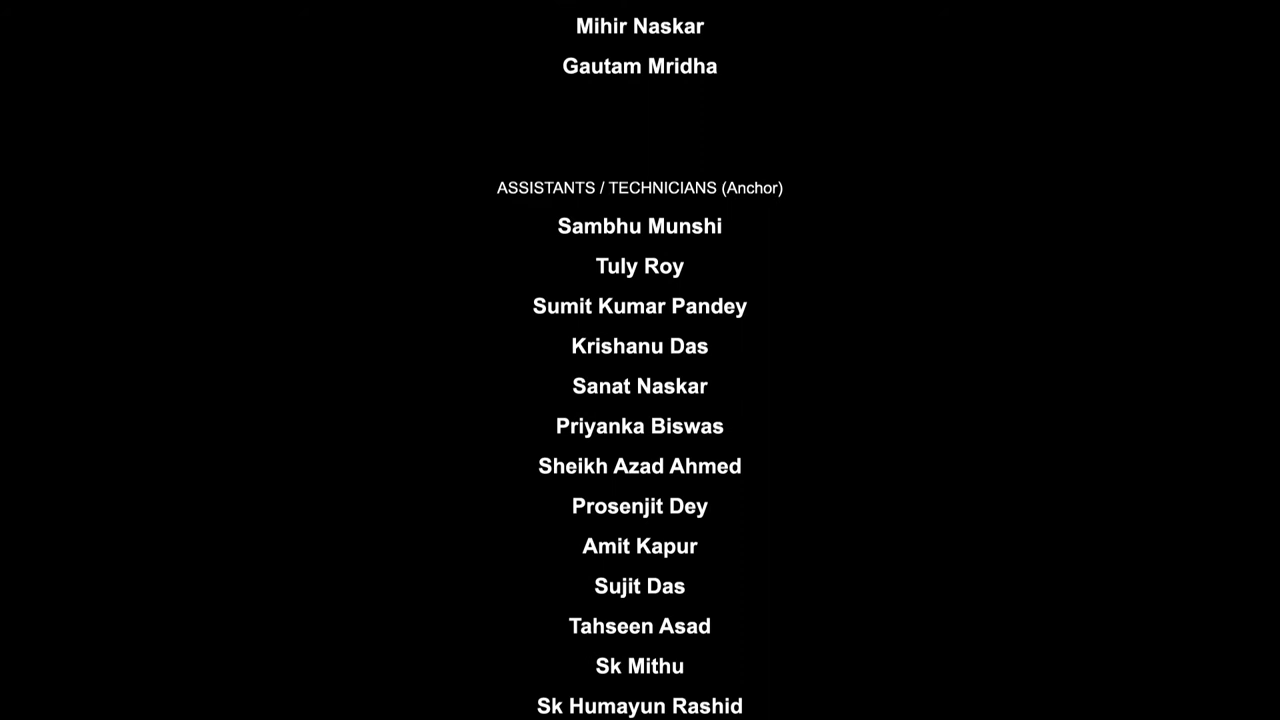 Mihir Naskar
Gautam Mridha
ASSISTANTS / TECHNICIANS (Anchor)
Sambhu Munshi
Tuly Roy
Sumit Kumar Pandey
Krishanu Das
Sanat Naskar
Priyanka Biswas
Sheikh Azad Ahmed
Prosenjit Dey
Amit Kapur
Sujit Das
Tahseen Asad
Sk Mithu
Sk Humayun Rashid